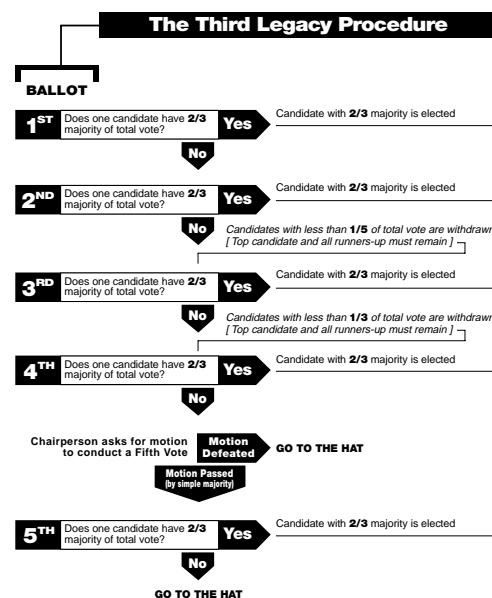 The Third Legacy Procedure
BALLOT
1ST
Does one candidate have 2/3
majority of total vote?
Yes
Candidate with 2/3 majority is elected
No
2ND
Does one candidate have 2/3
majority of total vote?
Yes
Candidate with 2/3 majority is elected
No
Candidates with less than 1/5 of total vote are withdrawn
[ Top candidate and all runners-up must remain ]
3RD
Does one candidate have 2/3
majority of total vote?
Yes
Candidate with 2/3 majority is elected
No
Candidates with less than 1/3 of total vote are withdrawn
[ Top candidate and all runners-up must remain ]
4TH
Does one candidate have 2/3
majority of total vote?
Yes
Candidate with 2/3 majority is elected
No
Chairperson asks for motion
to conduct a Fifth Vote
Motion
Defeated
GO TO THE HAT
Motion Passed
(by simple majority)
5TH
Does one candidate have 2/3
majority of total vote?
Yes
Candidate with 2/3 majority is elected
No
GO TO THE HAT